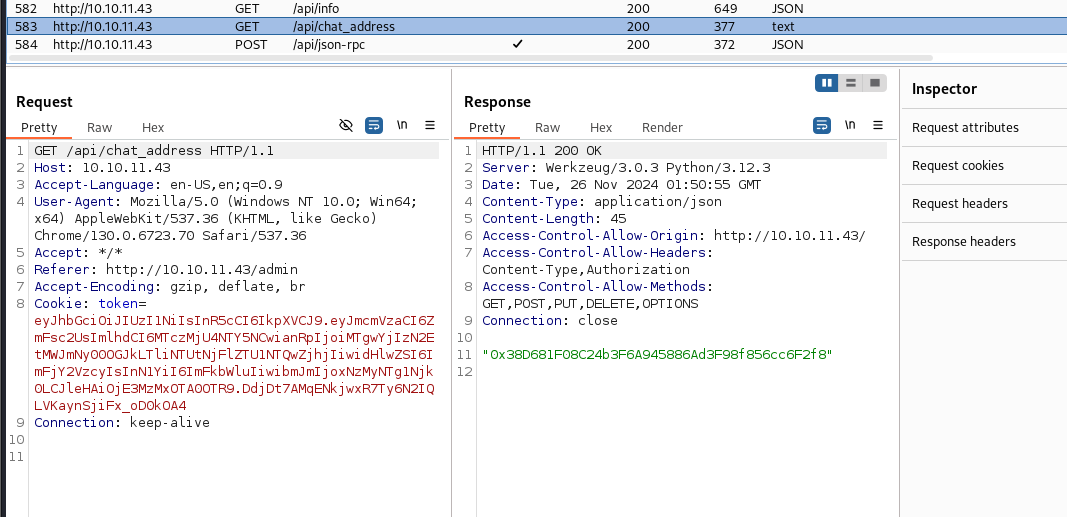 582 http://10.10.11.43 GET /api/info 200 649 JSON
583 http://10.10.11.43 GET /api/chat_address 200 377 text
584 http://10.10.11.43 POST /api/json-rpc ✓ 200 372 JSON
Request
Pretty Raw Hex \n
1 GET /api/chat_address HTTP/1.1
2 Host: 10.10.11.43
3 Accept-Language: en-US,en;q=0.9
4 User-Agent: Mozilla/5.0 (Windows NT 10.0; Win64;
x64) AppleWebKit/537.36 (KHTML, like Gecko)
Chrome/130.0.6723.70 Safari/537.36
5 Accept: */*
6 Referer: http://10.10.11.43/admin
7 Accept-Encoding: gzip, deflate, br
8 Cookie: token=
eyJhbGciOiJIUzI1NiIsInR5cCI6IkpXVCJ9.eyJmcmVzaCI6Z
mFsc2UsImlhdCI6MTczMjU4NTY5NCwianRpIjoiMTgwYjIzN2E
tMWJmNy00OGJkLTliNTUtNjFlZTU1NTQwZjhjIiwidHlwZSI6I
mFjY2VzcyIsInN1YiI6ImFkbWluIiwibmJmIjoxNzMyNTg1Njk
0LCJleHAiOjE3MzMxOTA0OTR9.DdjDt7AMqENkjwxR7Ty6N2IQ
LVKaynSjiFx_oD0kOA4
9 Connection: keep-alive
10
11
Response
Pretty Raw Hex Render \n
1 HTTP/1.1 200 OK
2 Server: Werkzeug/3.0.3 Python/3.12.3
3 Date: Tue, 26 Nov 2024 01:50:55 GMT
4 Content-Type: application/json
5 Content-Length: 45
6 Access-Control-Allow-Origin: http://10.10.11.43/
7 Access-Control-Allow-Headers:
Content-Type,Authorization
8 Access-Control-Allow-Methods:
GET,POST,PUT,DELETE,OPTIONS
9 Connection: close
10
11 "0x38D681F08C24b3F6A945886Ad3F98f856cc6F2f8"
12
Inspector
Request attributes
Request cookies
Request headers
Response headers